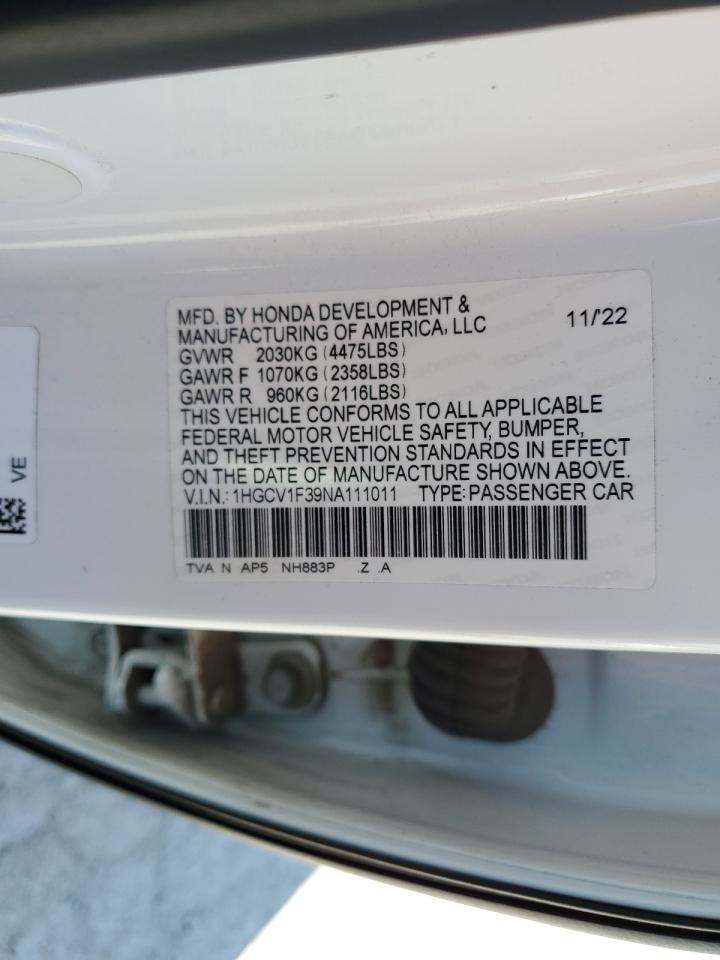 MFD. BY HONDA DEVELOPMENT &
MANUFACTURING OF AMERICA, LLC 11/'22
GVWR 2030KG (4475LBS)
GAWR F 1070KG (2358LBS)
GAWR R 960KG (2116LBS)
THIS VEHICLE CONFORMS TO ALL APPLICABLE
FEDERAL MOTOR VEHICLE SAFETY, BUMPER,
AND THEFT PREVENTION STANDARDS IN EFFECT
ON THE DATE OF MANUFACTURE SHOWN ABOVE.
V.I.N.: 1HGCV1F39NA111011 TYPE: PASSENGER CAR
TVA N AP5 NH883P .Z .A
VE